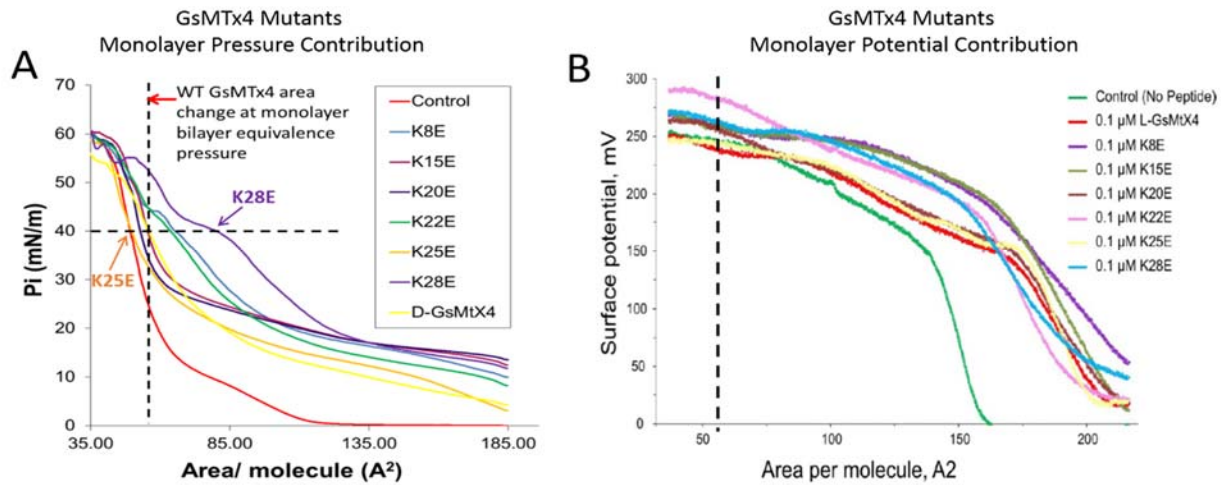 GsMTx4 Mutants
Monolayer Pressure Contribution
A
Pi (mN/m)
70
60
50
40
30
20
10
0
35.00
85.00
135.00
185.00
Area/ molecule (A²)
WT GsMTx4 area
change at monolayer
bilayer equivalence
pressure
K28E
K25E
Control
K8E
K15E
K20E
K22E
K25E
K28E
D-GsMtX4
GsMTx4 Mutants
Monolayer Potential Contribution
B
Surface potential, mV
300
250
200
150
100
50
0
50
100
150
200
Area per molecule, A2
Control (No Peptide)
0.1 µM L-GsMtX4
0.1 µM K8E
0.1 µM K15E
0.1 µM K20E
0.1 µM K22E
0.1 µM K25E
0.1 µM K28E